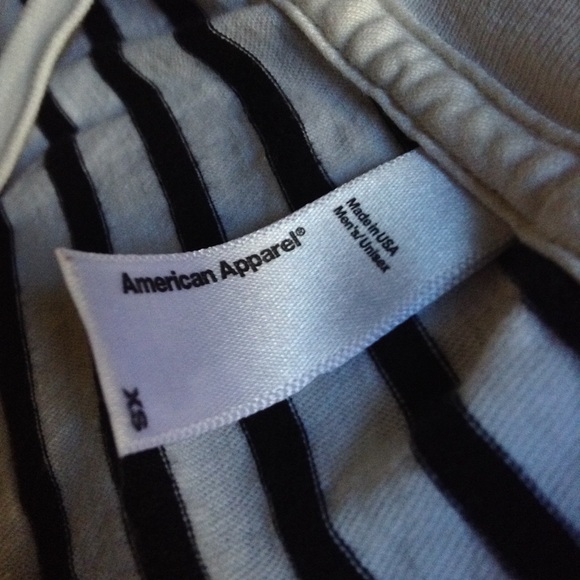 American Apparel®
Made in USA
Men's/Unisex
XS